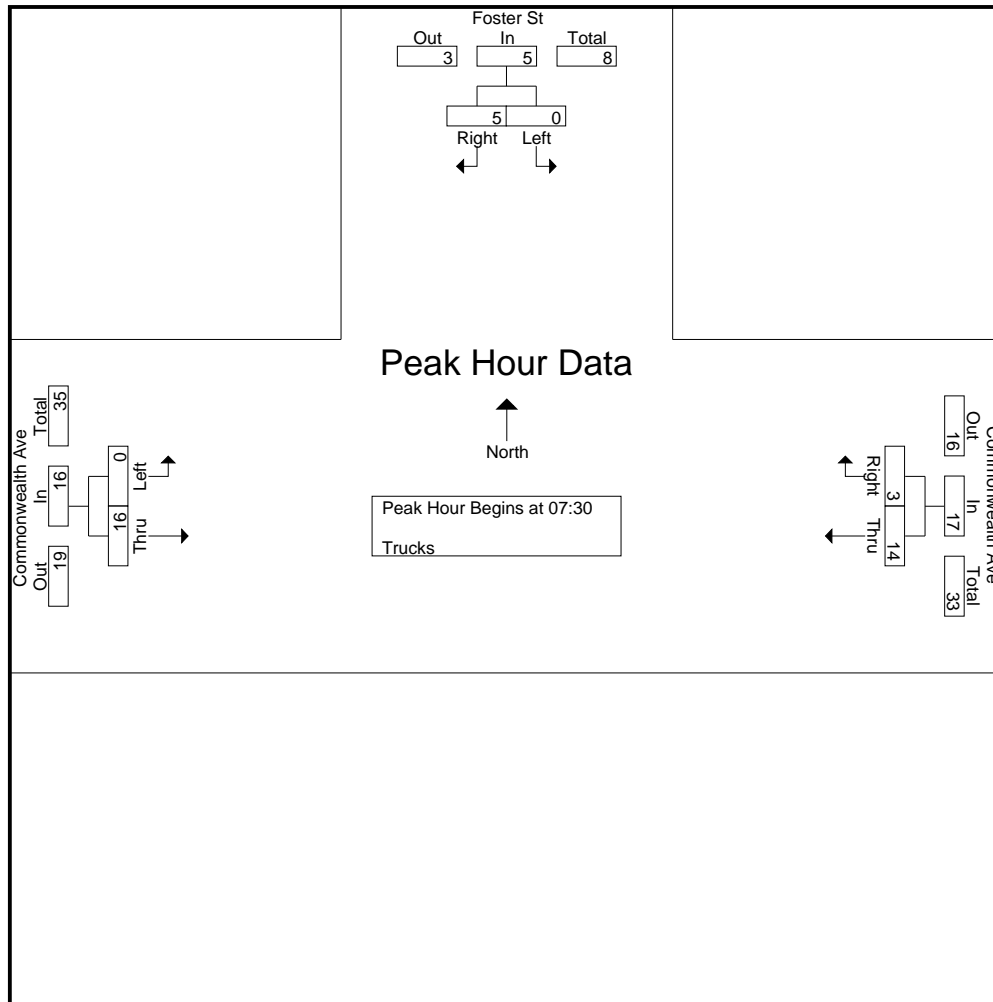 Foster St
Out In Total
3 5 8
5 0
Right Left
Peak Hour Data
North
Peak Hour Begins at 07:30
Trucks
Commonwealth Ave
Out In Total
19 16 35
16 0
Thru Left
Commonwealth Ave
Out In Total
16 17 33
3 14
Right Thru